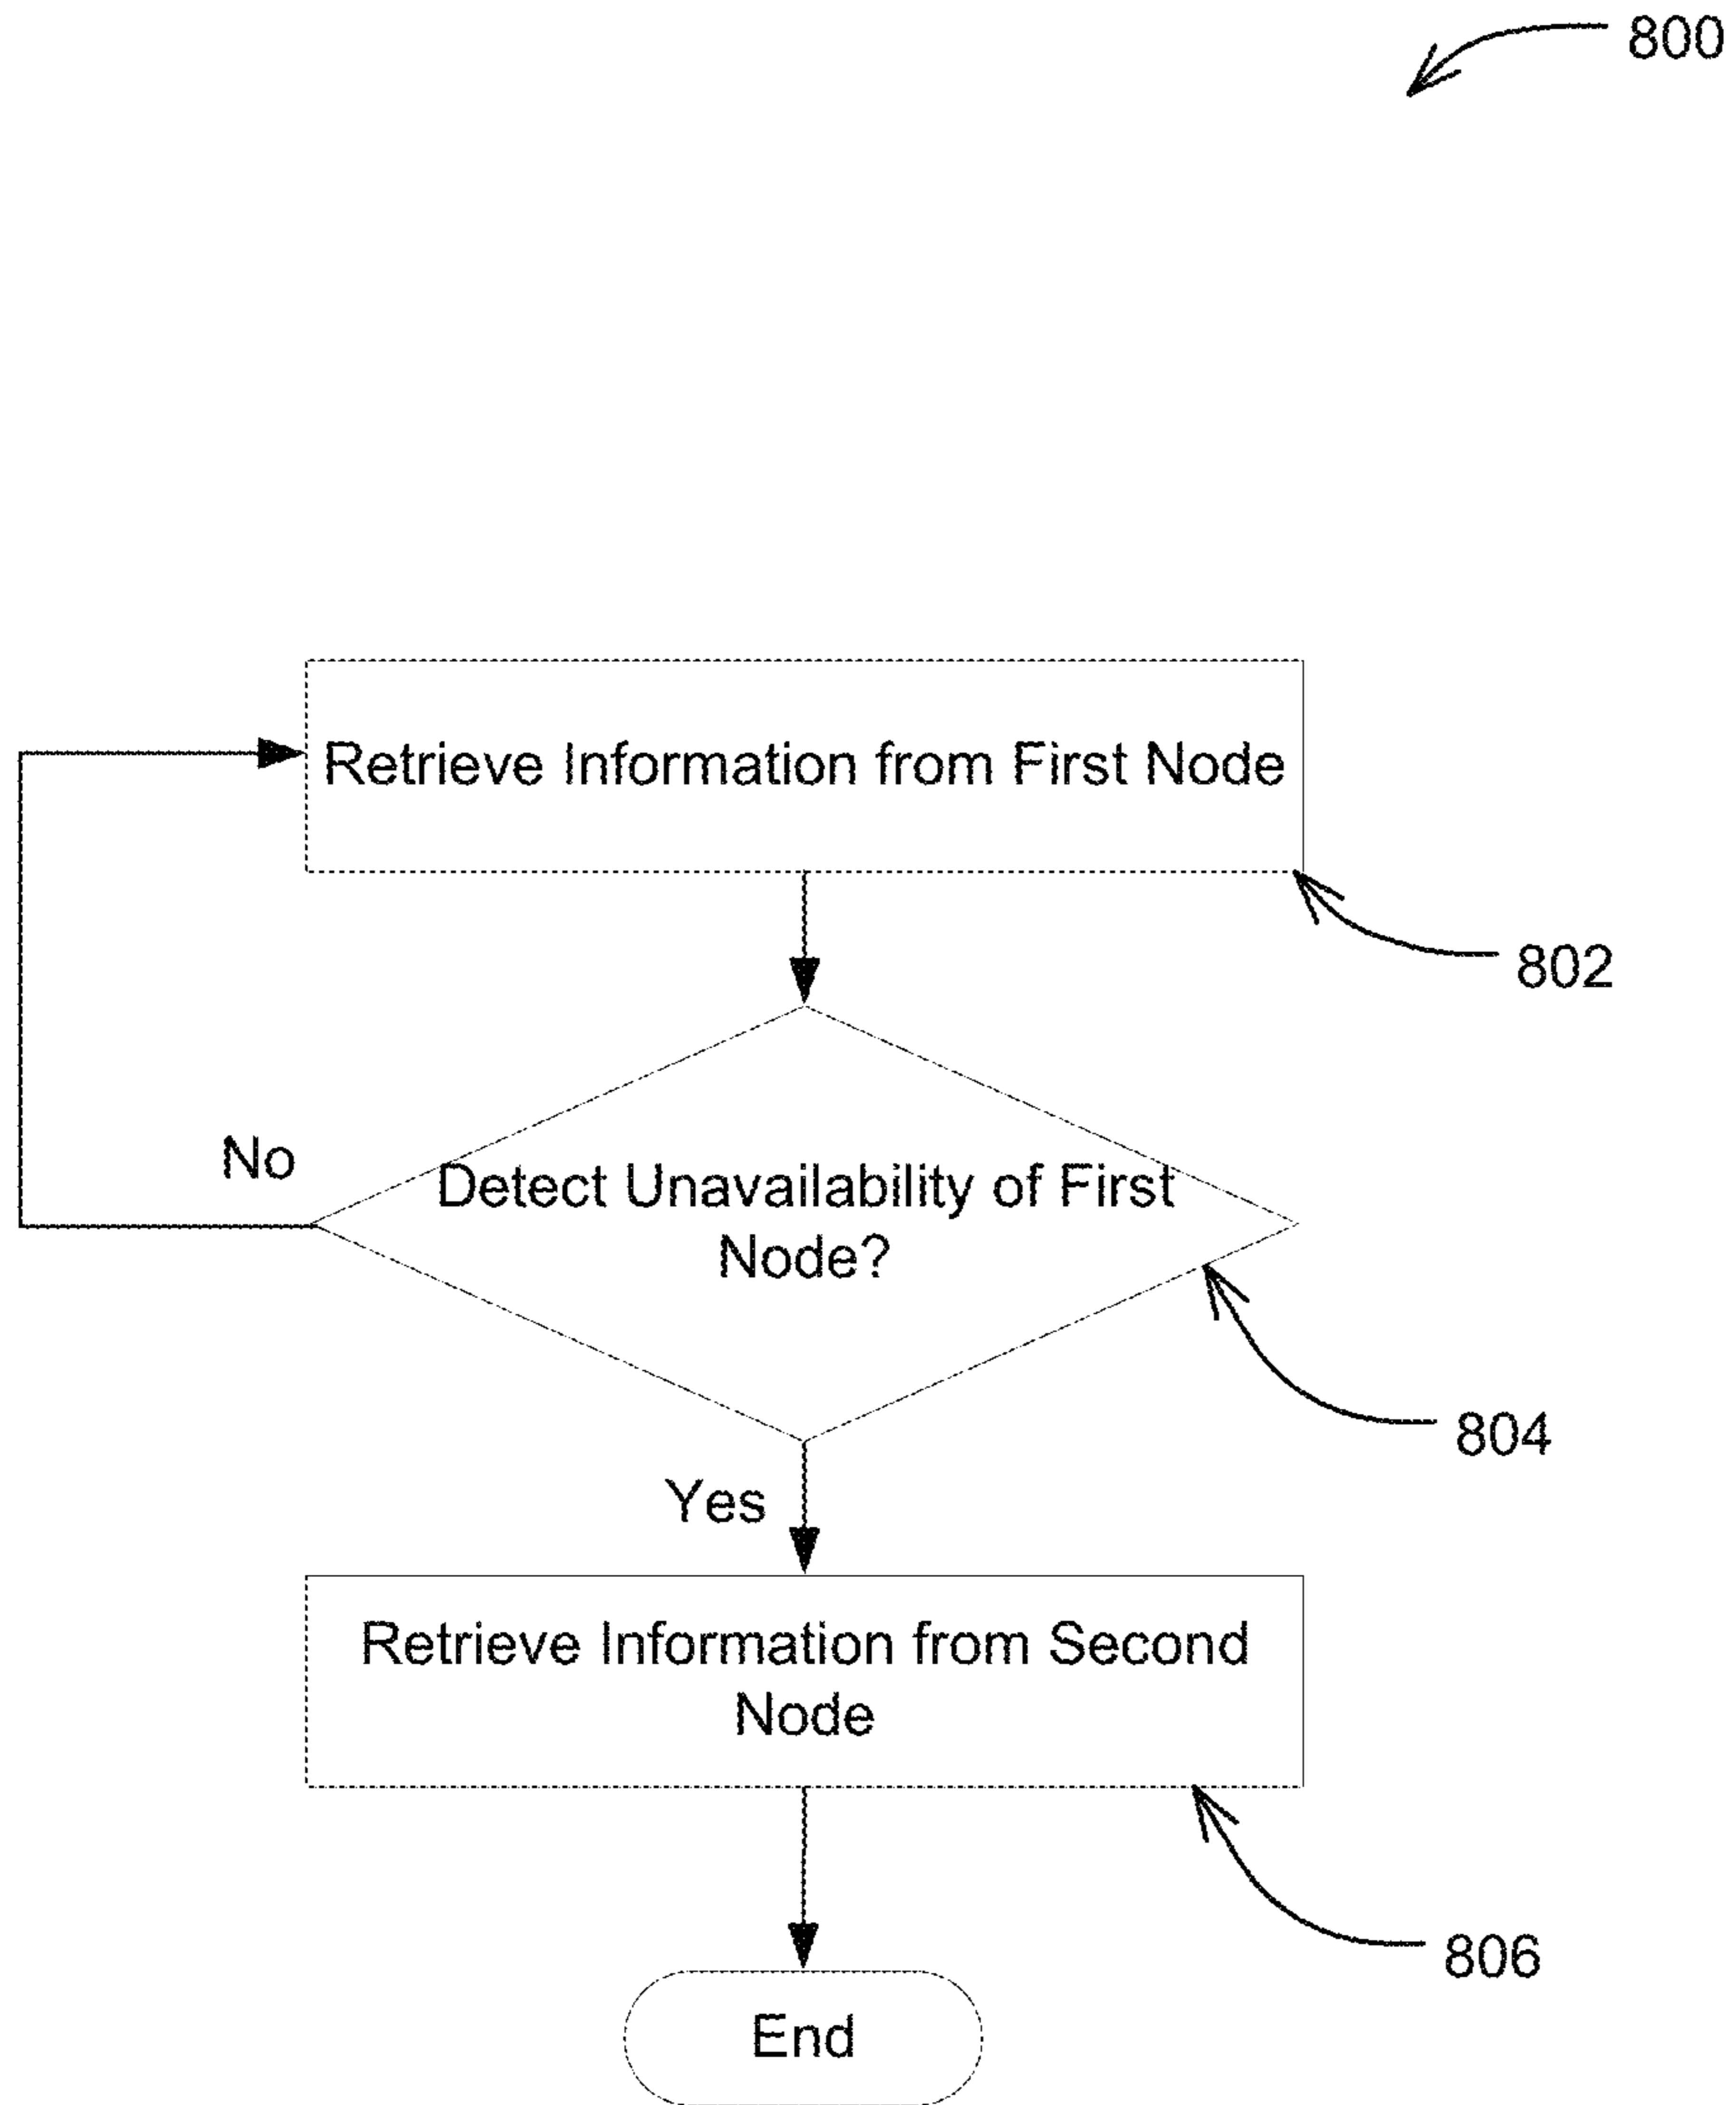 800
Retrieve Information from First Node
802
No
Detect Unavailability of First
Node?
804
Yes
Retrieve Information from Second
Node
806
End